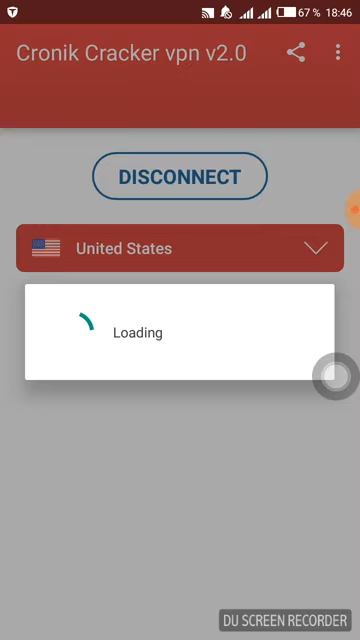 67 % 18:46
Cronik Cracker vpn v2.0
DISCONNECT
United States
Loading
DU SCREEN RECORDER